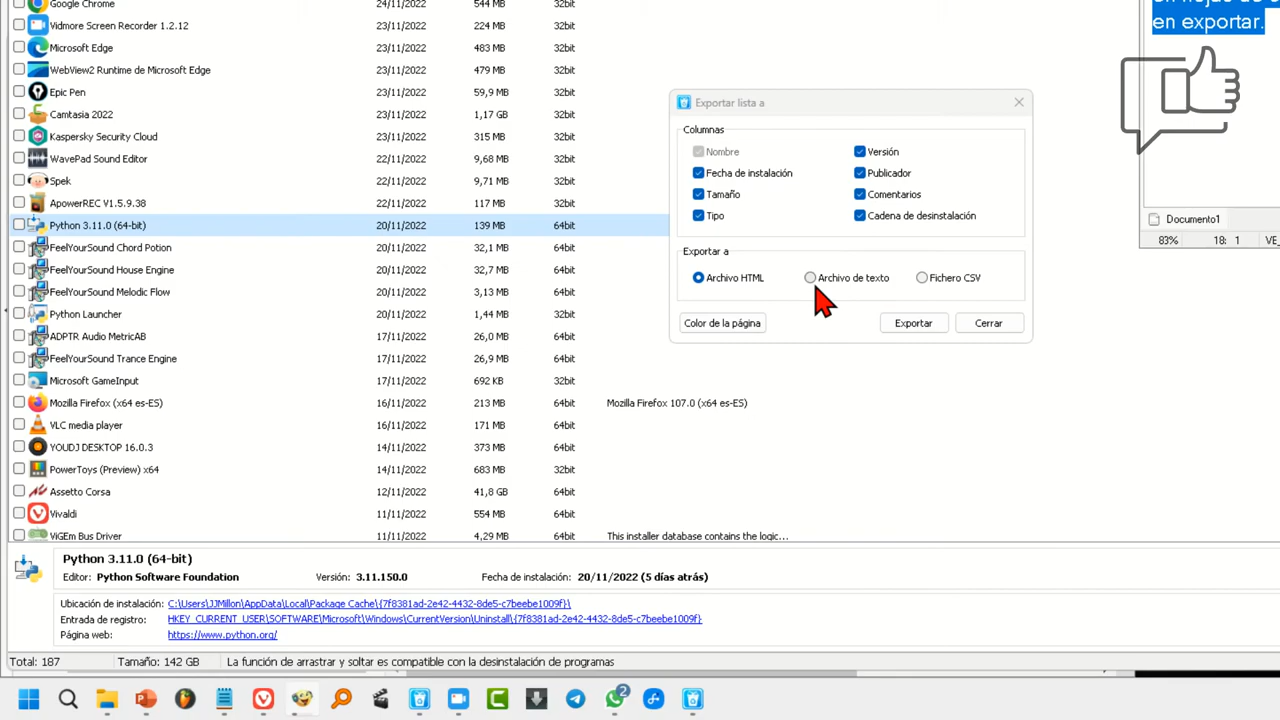 Google Chrome 24/11/2022 544 MB 32bit
Vidmore Screen Recorder 1.2.12 23/11/2022 224 MB 32bit
Microsoft Edge 23/11/2022 483 MB 32bit
WebView2 Runtime de Microsoft Edge 23/11/2022 479 MB 32bit
Epic Pen 23/11/2022 59,9 MB 32bit
Camtasia 2022 23/11/2022 1,17 GB 32bit
Kaspersky Security Cloud 23/11/2022 315 MB 32bit
WavePad Sound Editor 22/11/2022 9,68 MB 32bit
Spek 22/11/2022 9,71 MB 32bit
ApowerREC V1.5.9.38 22/11/2022 203 MB 32bit
Python 3.11.0 (64-bit) 20/11/2022 139 MB 64bit
FeelYourSound Chord Potion 20/11/2022 32,1 MB 32bit
FeelYourSound House Engine 20/11/2022 32,7 MB 32bit
FeelYourSound Melodic Flow 20/11/2022 3,13 MB 32bit
Python Launcher 20/11/2022 1,44 MB 32bit
ADPTR Audio MetricAB 17/11/2022 26,0 MB 64bit
FeelYourSound Trance Engine 17/11/2022 26,9 MB 32bit
Microsoft GameInput 17/11/2022 692 KB 32bit
Mozilla Firefox (x64 es-ES) 16/11/2022 213 MB 64bit Mozilla Firefox 107.0 (x64 es-ES)
VLC media player 16/11/2022 171 MB 64bit
YOUDJ DESKTOP 16.0.3 15/11/2022 373 MB 64bit
PowerToys (Preview) x64 14/11/2022 683 MB 32bit
Assetto Corsa 12/11/2022 41,8 GB 64bit
Vivaldi 11/11/2022 554 MB 64bit
ViGEm Bus Driver 11/11/2022 4,29 MB 64bit This installer database contains the logic...
Exportar lista a
Columnas
Nombre Versión
Fecha de instalación Publicador
Tamaño Comentarios
Tipo Cadena de desinstalación
Exportar a
Archivo HTML Archivo de texto Fichero CSV
Color de la página Exportar Cerrar
en exportar.
Documento1
83% 18: 1 VE_
Python 3.11.0 (64-bit)
Editor: Python Software Foundation Versión: 3.11.150.0 Fecha de instalación: 20/11/2022 (5 días atrás)
Ubicación de instalación: C:\Users\JJMillon\AppData\Local\Package Cache\{7f8381ad-2e42-4432-8de5-c7beebe1009f}\
Entrada de registro: HKEY_CURRENT_USER\SOFTWARE\Microsoft\Windows\CurrentVersion\Uninstall\{7f8381ad-2e42-4432-8de5-c7beebe1009f}
Página web: https://www.python.org/
Total: 187 Tamaño: 142 GB La función de arrastrar y soltar es compatible con la desinstalación de programas
2